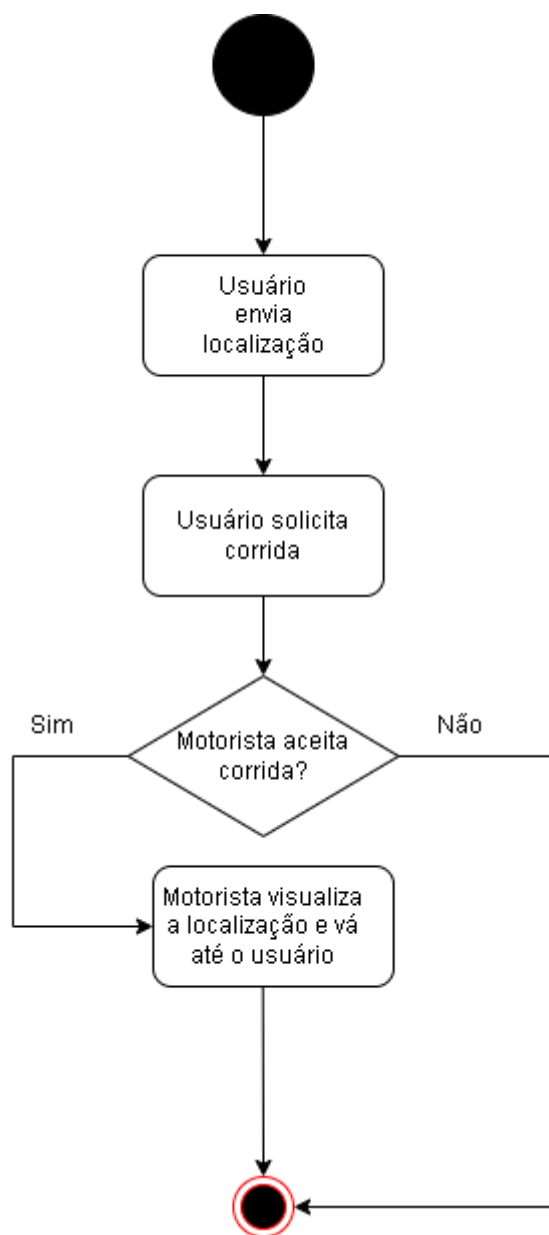 Usuário
envia
localização
Usuário solicita
corrida
Sim
Não
Motorista aceita
corrida?
Motorista visualiza
a localização e vá
até o usuário